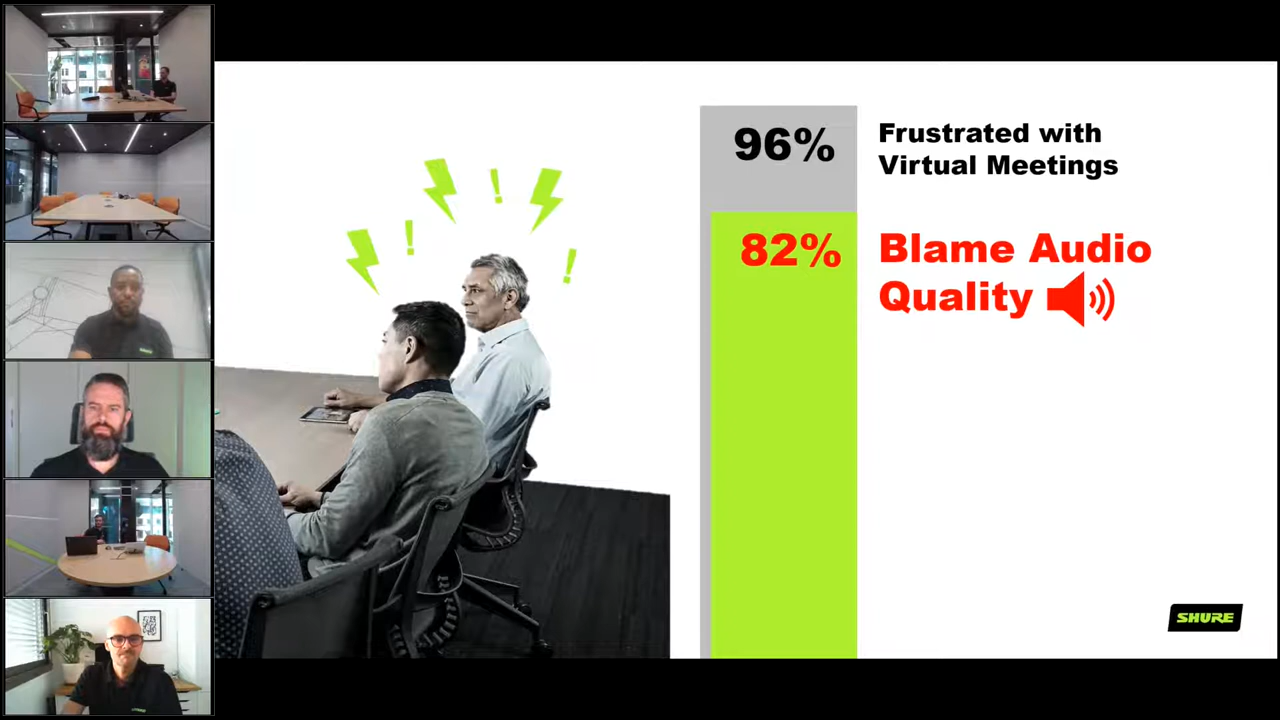 96%
Frustrated with
Virtual Meetings
82%
Blame Audio
Quality
SHURE